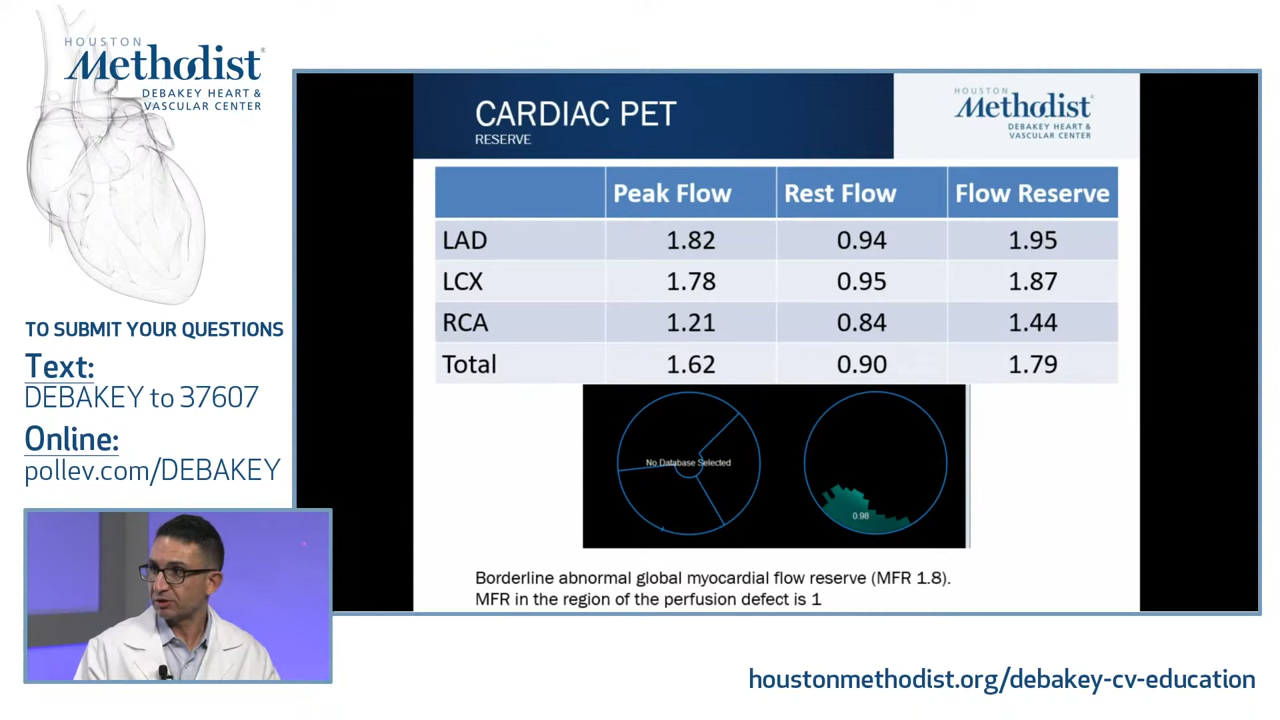 HOUSTON
Methodist®
DEBAKEY HEART &
VASCULAR CENTER
TO SUBMIT YOUR QUESTIONS
Text:
DEBAKEY to 37607
Online:
pollev.com/DEBAKEY
CARDIAC PET
RESERVE
HOUSTON
Methodist
DEBAKEY HEART &
VASCULAR CENTER
Peak Flow Rest Flow Flow Reserve
LAD 1.82 0.94 1.95
LCX 1.78 0.95 1.87
RCA 1.21 0.84 1.44
Total 1.62 0.90 1.79
No Database Selected
0.98
Borderline abnormal global myocardial flow reserve (MFR 1.8).
MFR in the region of the perfusion defect is 1
houstonmethodist.org/debakey-cv-education